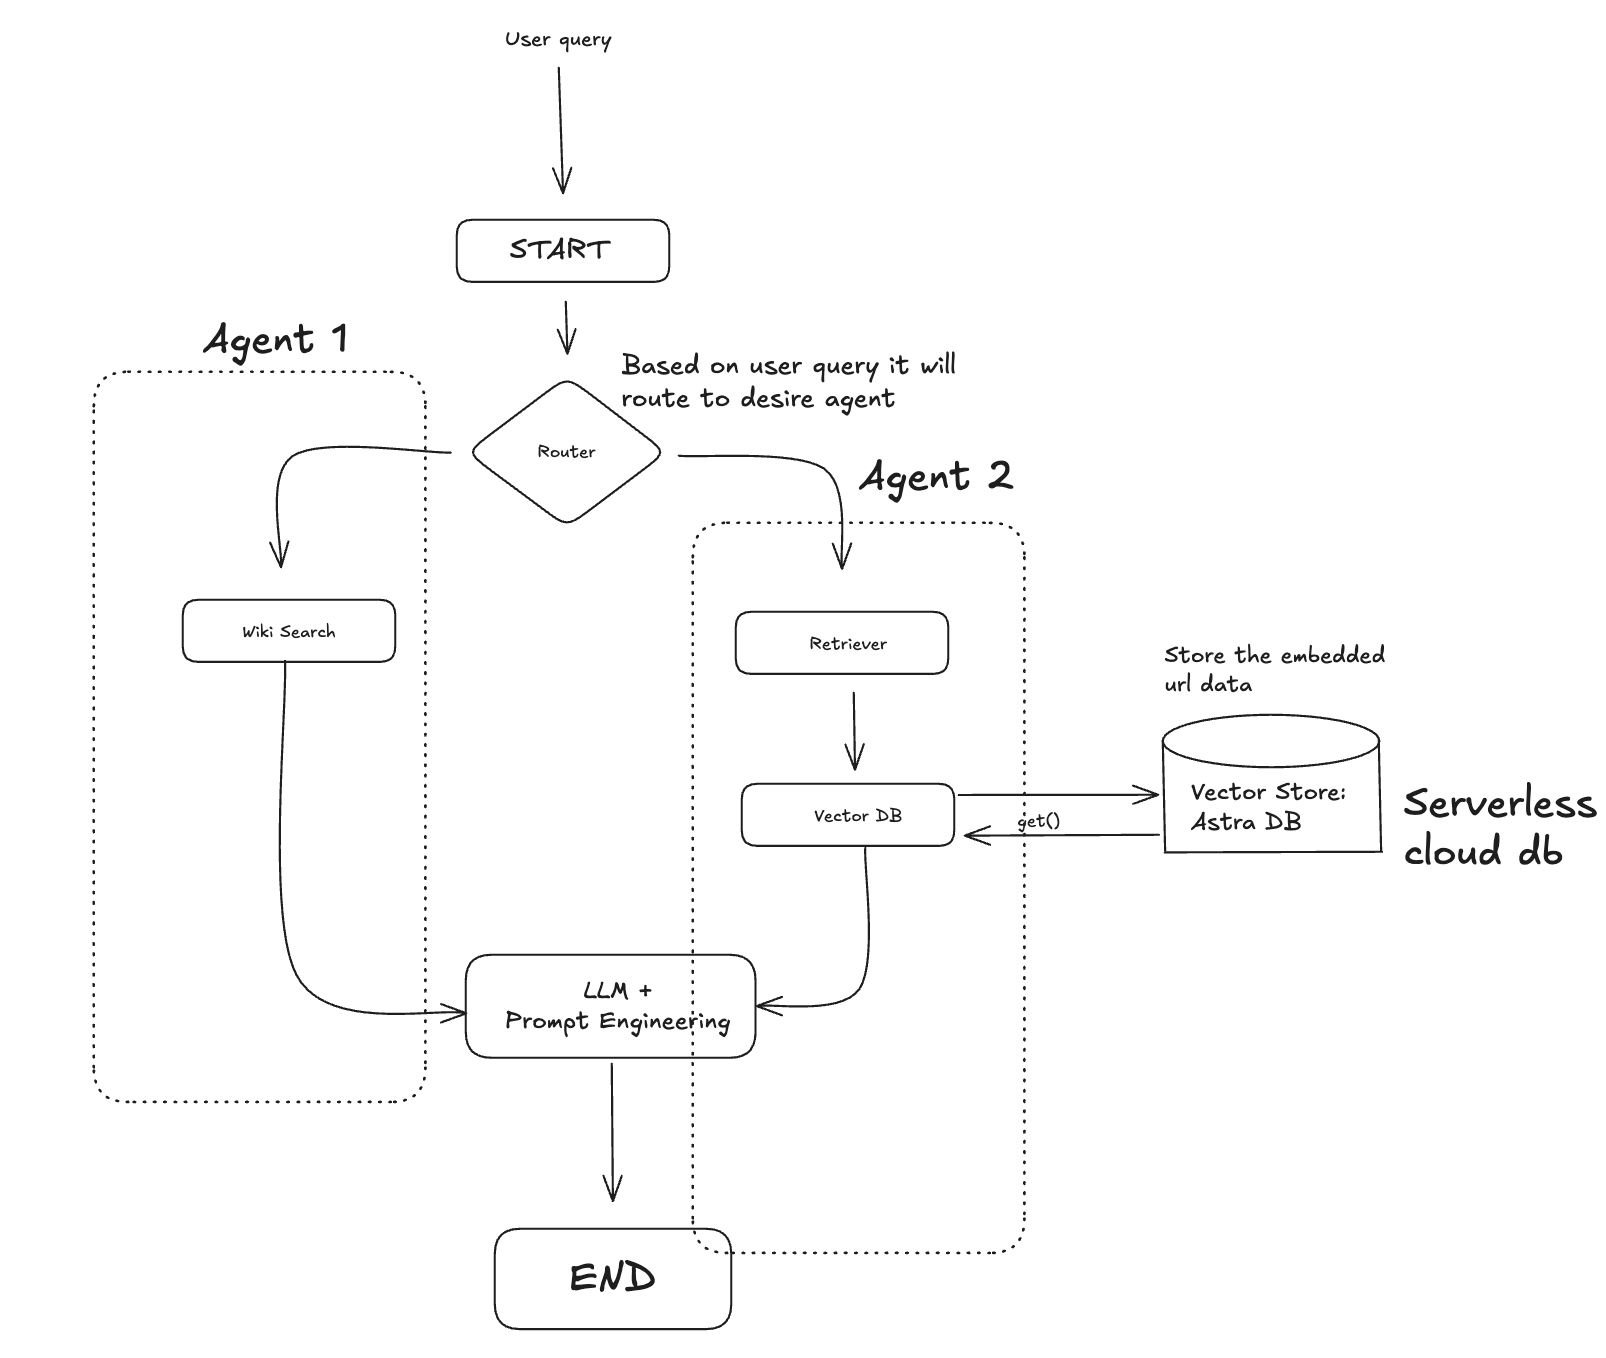 User query
START
Agent 1
Based on user query it will
route to desire agent
Router
Agent 2
Wiki Search
Retriever
Store the embedded
url data
Vector DB
get()
Vector Store:
Astra DB
Serverless
cloud db
LLM +
Prompt Engineering
END